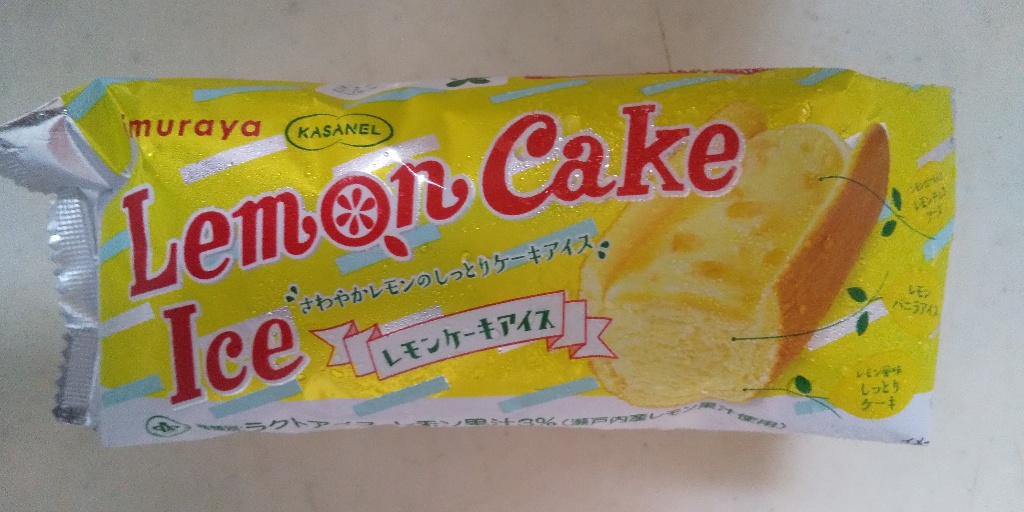 muraya
KASANEL
Lemon Cake
Ice
さわやかレモンのしっとりケーキアイス
レモンケーキアイス
レモン
バニラアイス
レモン風味
しっとり
ケーキ
ラクトアイス レモン果汁3%(瀬戸内産レモン果汁使用)